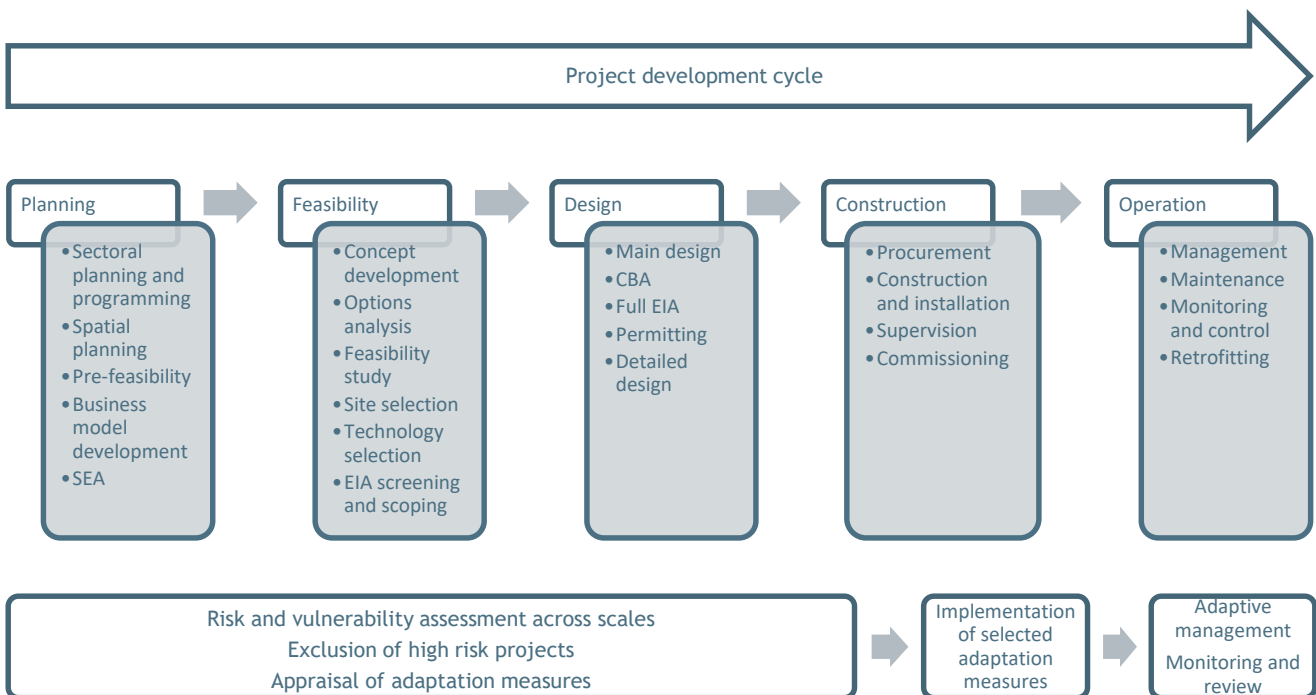 Project development cycle
Planning
• Sectoral
planning and
programming
• Spatial
planning
• Pre-feasibility
• Business
model
development
• SEA
Feasibility
• Concept
development
• Options
analysis
• Feasibility
study
• Site selection
• Technology
selection
• EIA screening
and scoping
Design
• Main design
• CBA
• Full EIA
• Permitting
• Detailed
design
Construction
• Procurement
• Construction
and installation
• Supervision
• Commissioning
Operation
• Management
• Maintenance
• Monitoring
and control
• Retrofitting
Risk and vulnerability assessment across scales
Exclusion of high risk projects
Appraisal of adaptation measures
Implementation
of selected
adaptation
measures
Adaptive
management
Monitoring and
review